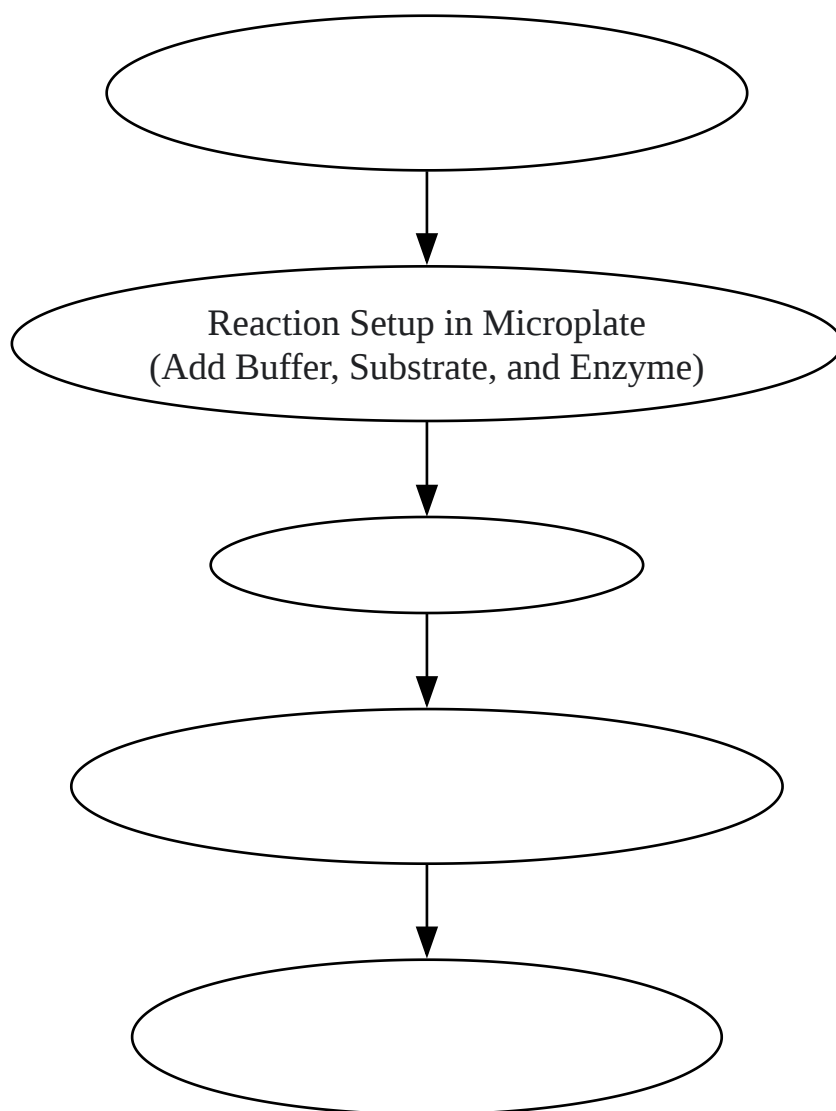 Reaction Setup in Microplate
(Add Buffer, Substrate, and Enzyme)